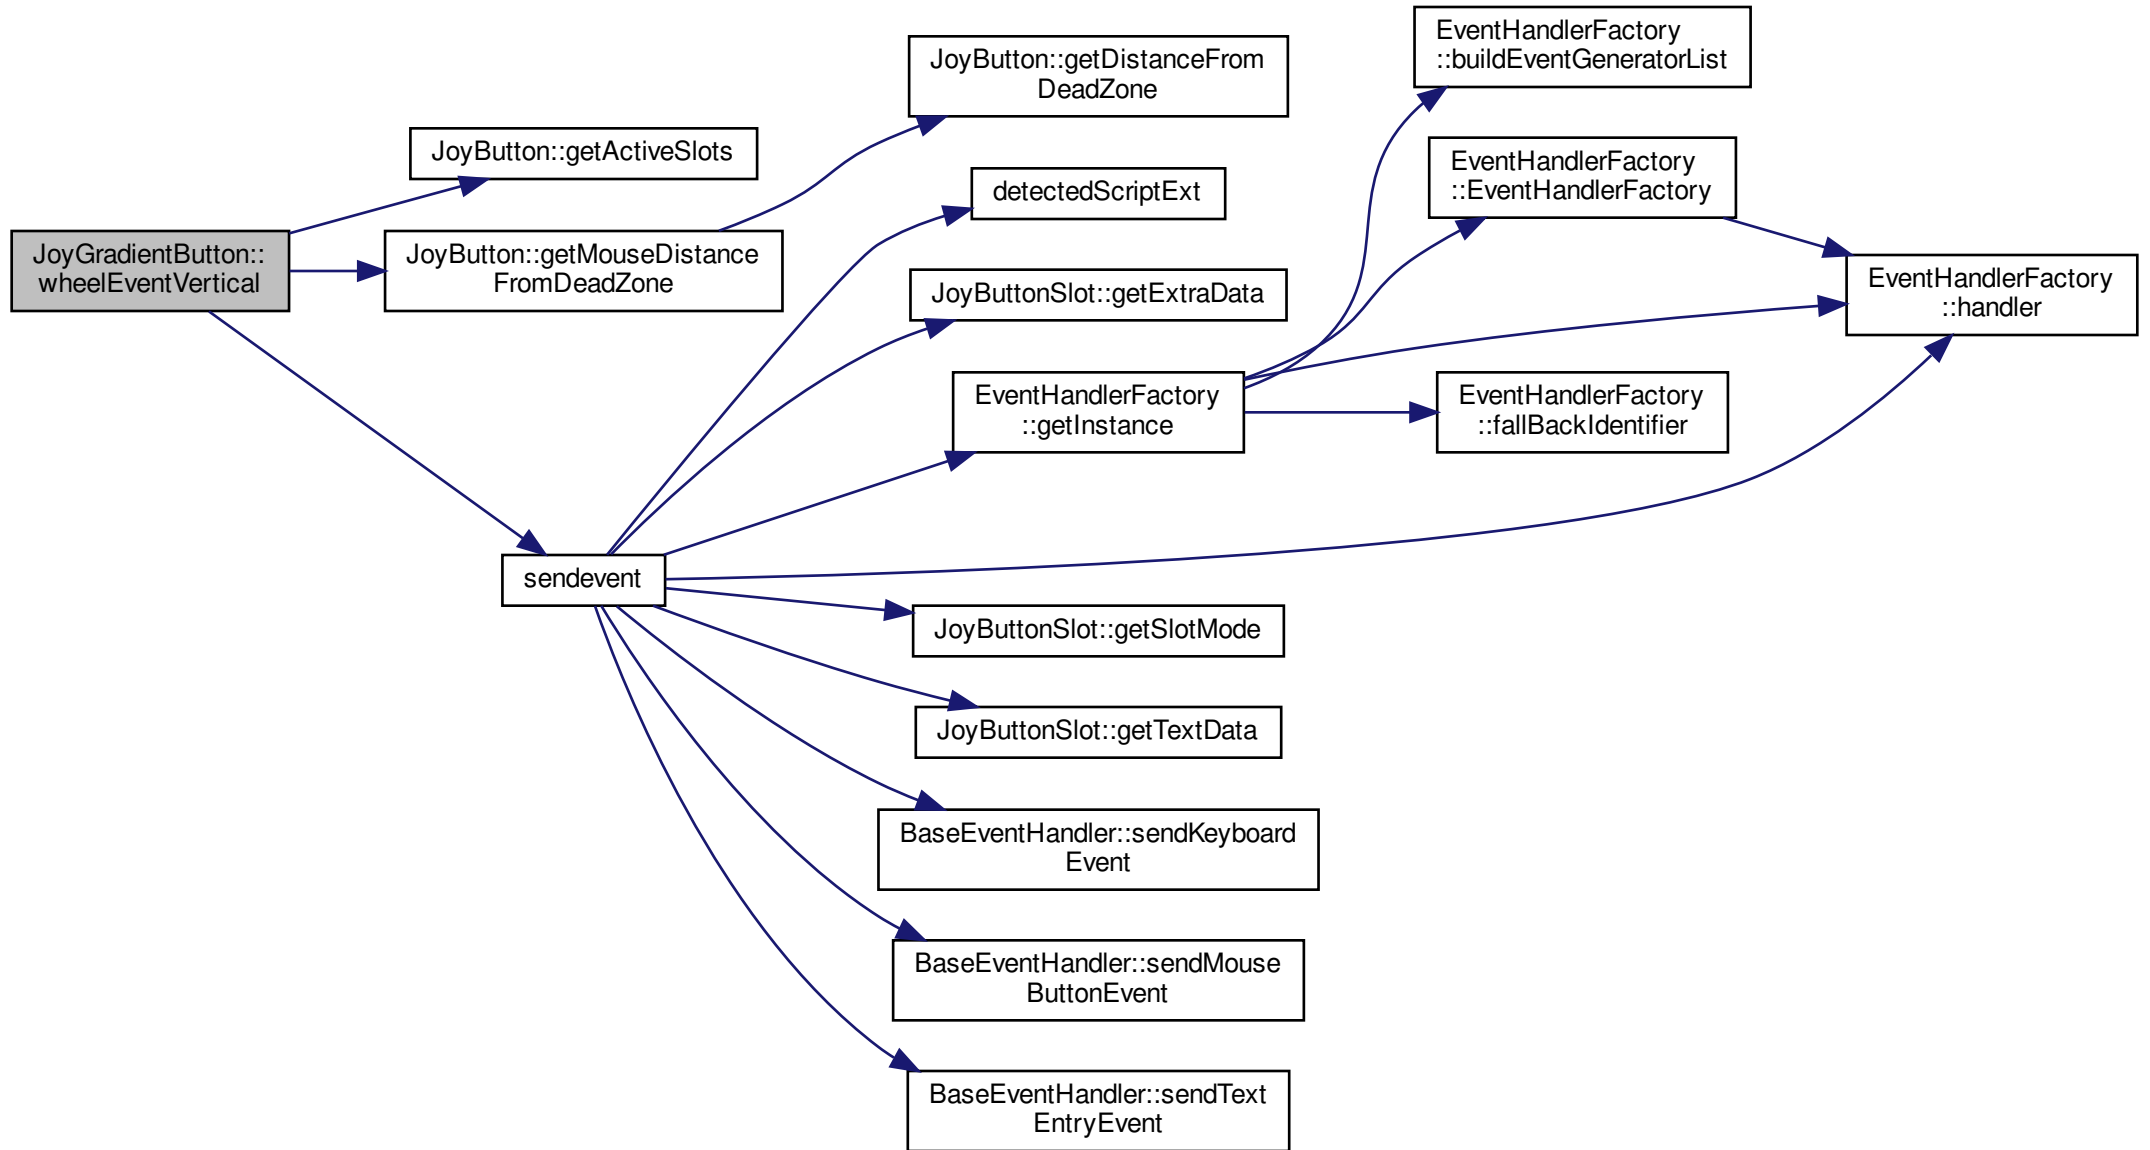 JoyGradientButton::
wheelEventVertical
JoyButton::getActiveSlots
JoyButton::getMouseDistance
FromDeadZone
sendevent
JoyButton::getDistanceFrom
DeadZone
detectedScriptExt
JoyButtonSlot::getExtraData
EventHandlerFactory
::getInstance
JoyButtonSlot::getSlotMode
JoyButtonSlot::getTextData
BaseEventHandler::sendKeyboard
Event
BaseEventHandler::sendMouse
ButtonEvent
BaseEventHandler::sendText
EntryEvent
EventHandlerFactory
::buildEventGeneratorList
EventHandlerFactory
::EventHandlerFactory
EventHandlerFactory
::fallBackIdentifier
EventHandlerFactory
::handler